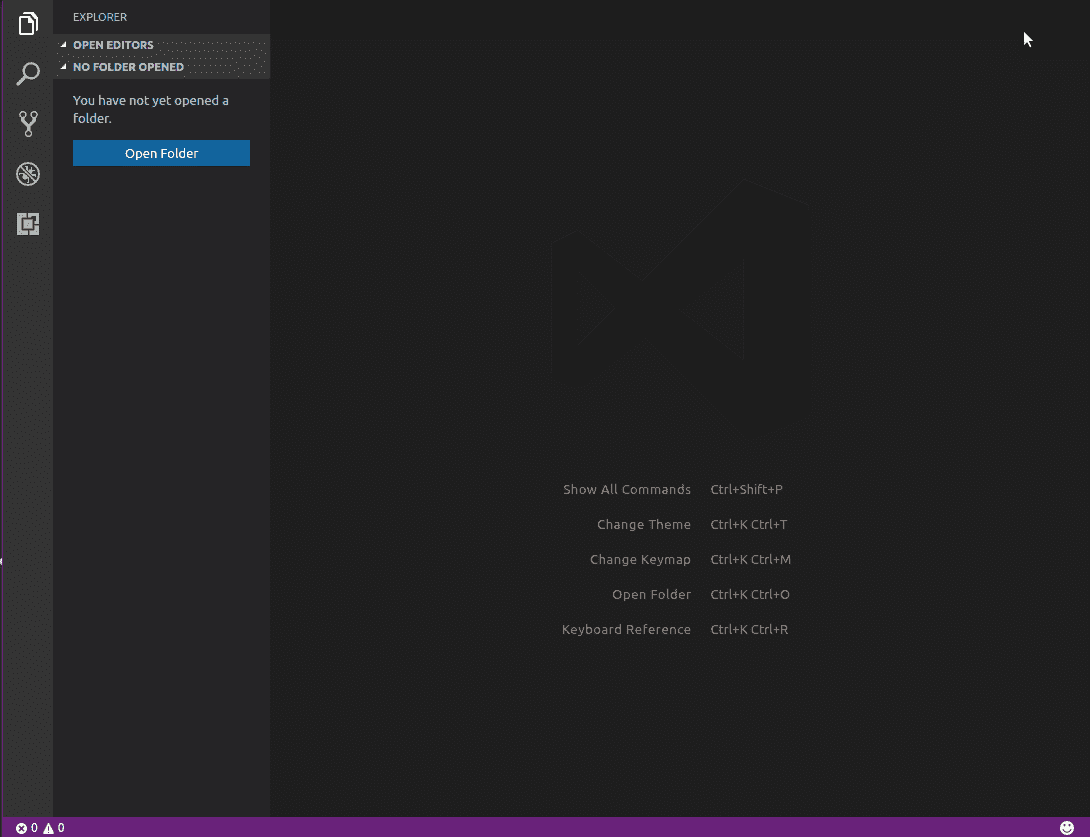 EXPLORER
OPEN EDITORS
NO FOLDER OPENED
You have not yet opened a
folder.
Open Folder
Show All Commands Ctrl+Shift+P
Change Theme Ctrl+K Ctrl+T
Change Keymap Ctrl+K Ctrl+M
Open Folder Ctrl+K Ctrl+O
Keyboard Reference Ctrl+K Ctrl+R
0 0